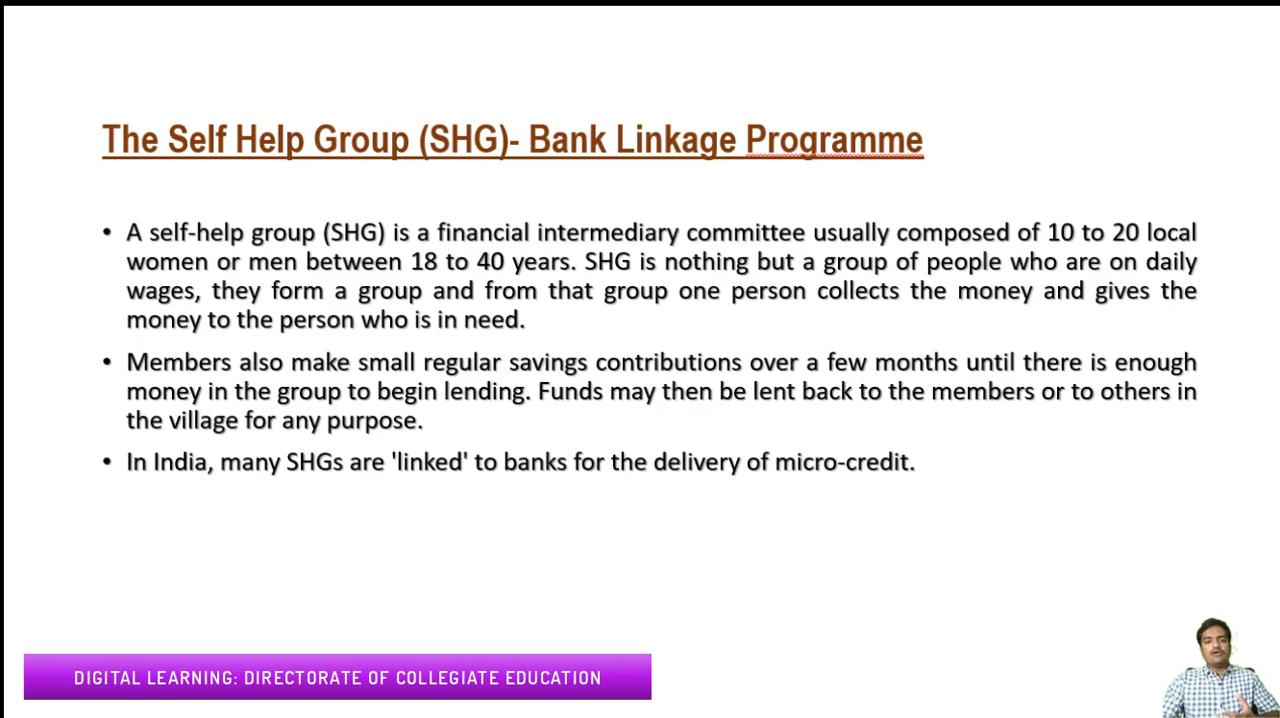 The Self Help Group (SHG)- Bank Linkage Programme
• A self-help group (SHG) is a financial intermediary committee usually composed of 10 to 20 local
women or men between 18 to 40 years. SHG is nothing but a group of people who are on daily
wages, they form a group and from that group one person collects the money and gives the
money to the person who is in need.
• Members also make small regular savings contributions over a few months until there is enough
money in the group to begin lending. Funds may then be lent back to the members or to others in
the village for any purpose.
• In India, many SHGs are 'linked' to banks for the delivery of micro-credit.
DIGITAL LEARNING: DIRECTORATE OF COLLEGIATE EDUCATION